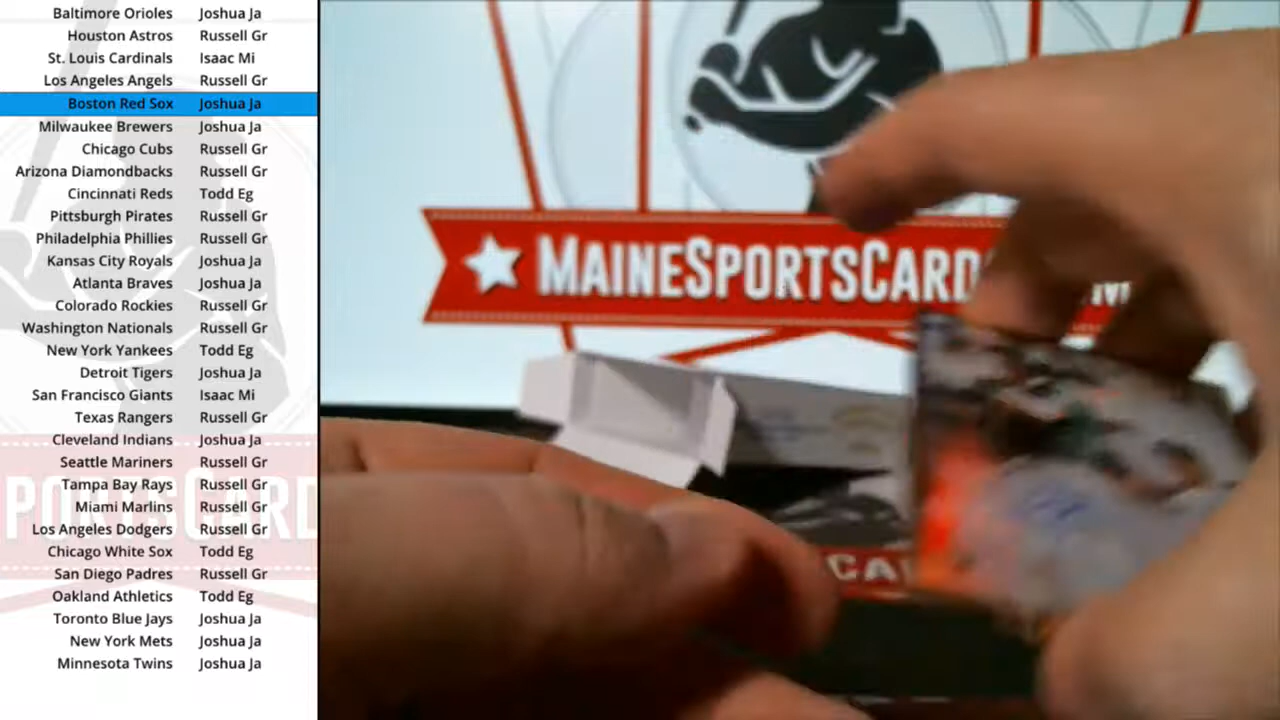 Baltimore Orioles Joshua Ja
Houston Astros Russell Gr
St. Louis Cardinals Isaac Mi
Los Angeles Angels Russell Gr
Boston Red Sox Joshua Ja
Milwaukee Brewers Joshua Ja
Chicago Cubs Russell Gr
Arizona Diamondbacks Russell Gr
Cincinnati Reds Todd Eg
Pittsburgh Pirates Russell Gr
Philadelphia Phillies Russell Gr
Kansas City Royals Joshua Ja
Atlanta Braves Joshua Ja
Colorado Rockies Russell Gr
Washington Nationals Russell Gr
New York Yankees Todd Eg
Detroit Tigers Joshua Ja
San Francisco Giants Isaac Mi
Texas Rangers Russell Gr
Cleveland Indians Joshua Ja
Seattle Mariners Russell Gr
Tampa Bay Rays Russell Gr
Miami Marlins Russell Gr
Los Angeles Dodgers Russell Gr
Chicago White Sox Todd Eg
San Diego Padres Russell Gr
Oakland Athletics Todd Eg
Toronto Blue Jays Joshua Ja
New York Mets Joshua Ja
Minnesota Twins Joshua Ja
PORTSCARD
MAINESPORTSCARD
CA